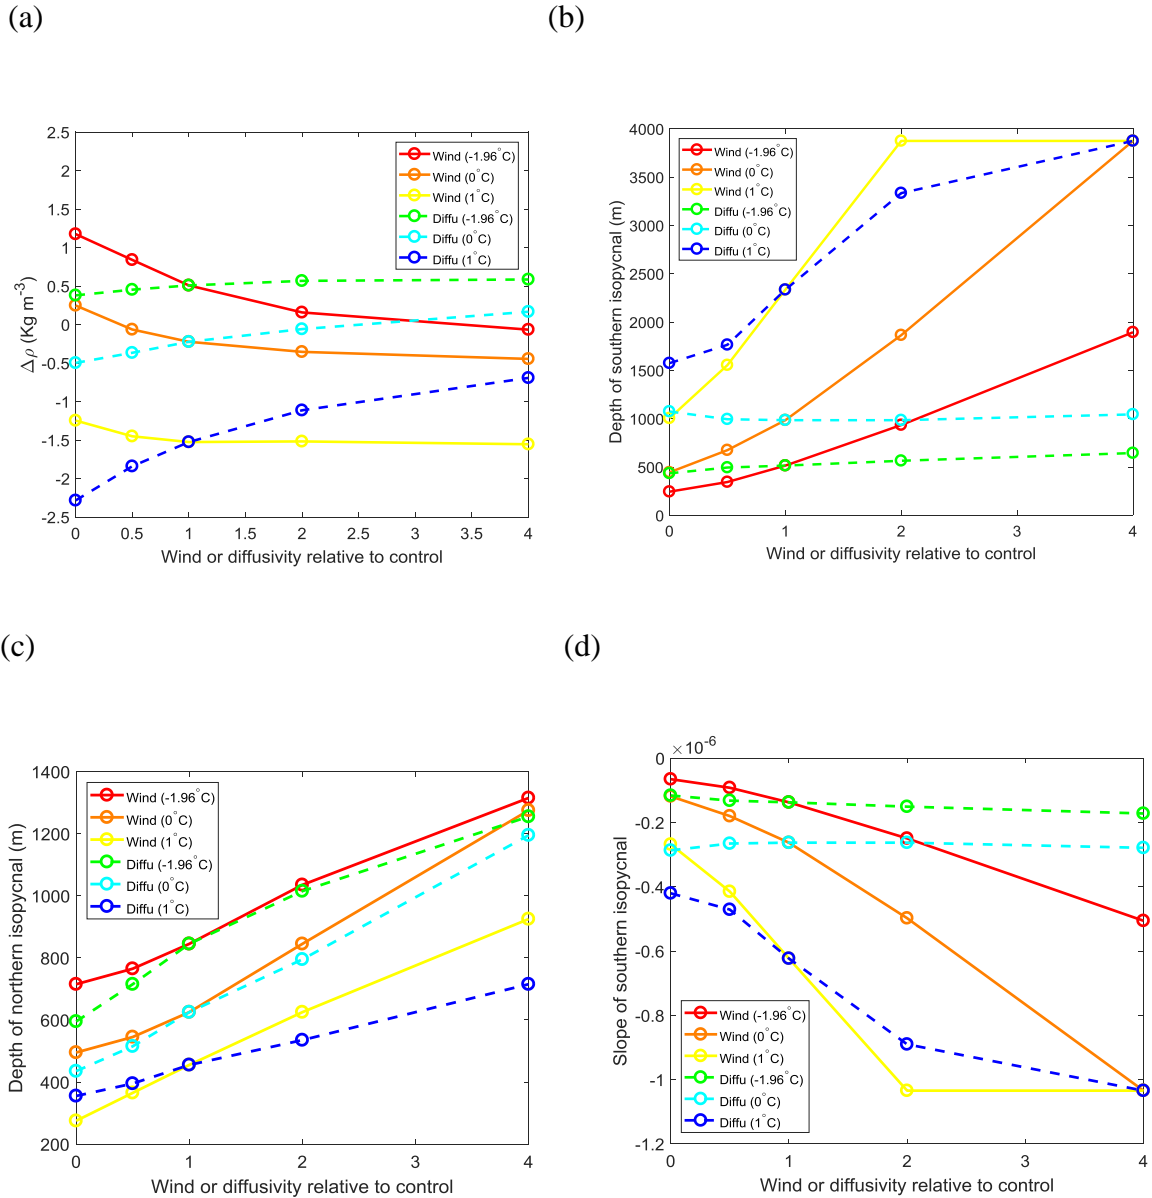 (a)
2.5
2
1.5
1
0.5
0
-0.5
-1
-1.5
-2
-2.5
0 0.5 1 1.5 2 2.5 3 3.5 4
Δρ (Kg m-3)
Wind or diffusivity relative to control
Wind (-1.96°C)
Wind (0°C)
Wind (1°C)
Diffu (-1.96°C)
Diffu (0°C)
Diffu (1°C)
(b)
4000
3500
3000
2500
2000
1500
1000
500
0
0 1 2 3 4
Depth of southern isopycnal (m)
Wind or diffusivity relative to control
Wind (-1.96°C)
Wind (0°C)
Wind (1°C)
Diffu (-1.96°C)
Diffu (0°C)
Diffu (1°C)
(c)
1400
1200
1000
800
600
400
200
0 1 2 3 4
Depth of northern isopycnal (m)
Wind or diffusivity relative to control
Wind (-1.96°C)
Wind (0°C)
Wind (1°C)
Diffu (-1.96°C)
Diffu (0°C)
Diffu (1°C)
(d)
×10-6
0
-0.2
-0.4
-0.6
-0.8
-1
-1.2
0 1 2 3 4
Slope of southern isopycnal
Wind or diffusivity relative to control
Wind (-1.96°C)
Wind (0°C)
Wind (1°C)
Diffu (-1.96°C)
Diffu (0°C)
Diffu (1°C)